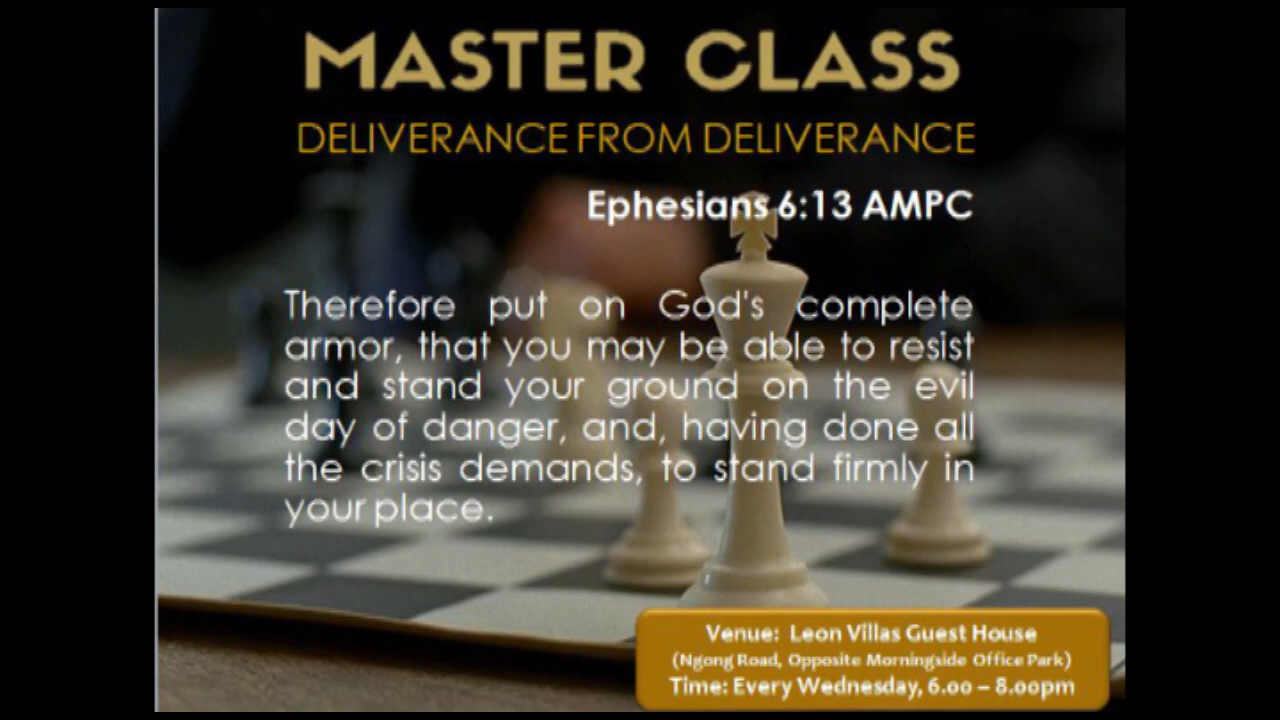 MASTER CLASS
DELIVERANCE FROM DELIVERANCE
Ephesians 6:13 AMPC
Therefore put on God's complete
armor, that you may be able to resist
and stand your ground on the evil
day of danger, and, having done all
the crisis demands, to stand firmly in
your place.
Venue: Leon Villas Guest House
(Ngong Road, Opposite Morningside Office Park)
Time: Every Wednesday, 6.00 – 8.00pm